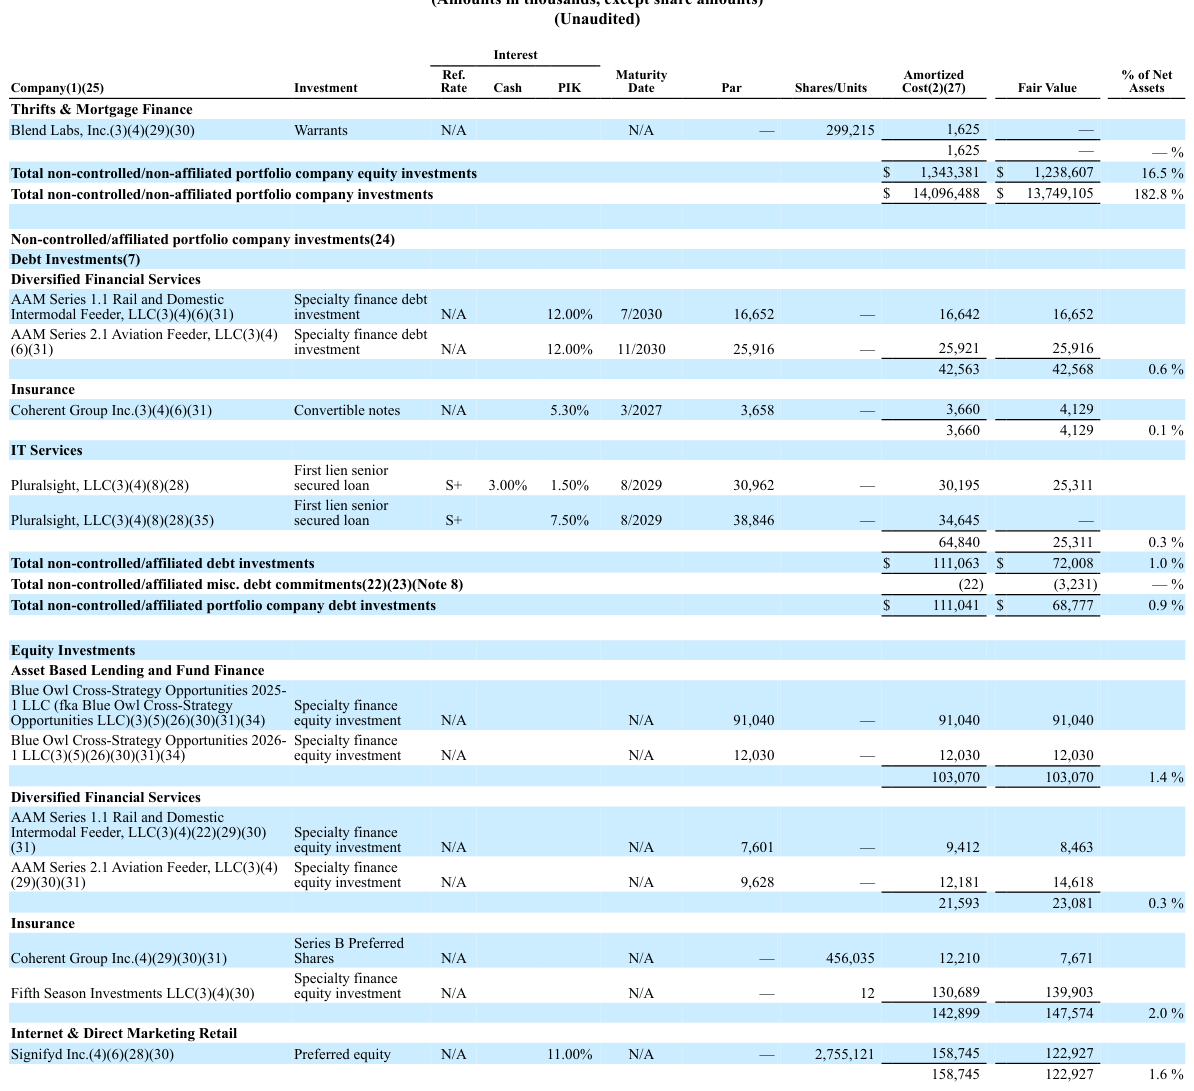 (Amounts in thousands, except share amounts)
(Unaudited)
Interest
Company(1)(25) Investment Ref. Rate Cash PIK Maturity Date Par Shares/Units Amortized Cost(2)(27) Fair Value % of Net Assets
Thrifts & Mortgage Finance
Blend Labs, Inc.(3)(4)(29)(30) Warrants N/A N/A — 299,215 1,625 —
1,625 — — %
Total non-controlled/non-affiliated portfolio company equity investments $ 1,343,381 $ 1,238,607 16.5 %
Total non-controlled/non-affiliated portfolio company investments $ 14,096,488 $ 13,749,105 182.8 %
Non-controlled/affiliated portfolio company investments(24)
Debt Investments(7)
Diversified Financial Services
AAM Series 1.1 Rail and Domestic Specialty finance debt
Intermodal Feeder, LLC(3)(4)(6)(31) investment N/A 12.00% 7/2030 16,652 — 16,642 16,652
AAM Series 2.1 Aviation Feeder, LLC(3)(4) Specialty finance debt
(6)(31) investment N/A 12.00% 11/2030 25,916 — 25,921 25,916
42,563 42,568 0.6 %
Insurance
Coherent Group Inc.(3)(4)(6)(31) Convertible notes N/A 5.30% 3/2027 3,658 — 3,660 4,129
3,660 4,129 0.1 %
IT Services
First lien senior
Pluralsight, LLC(3)(4)(8)(28) secured loan S+ 3.00% 1.50% 8/2029 30,962 — 30,195 25,311
First lien senior
Pluralsight, LLC(3)(4)(8)(28)(35) secured loan S+ 7.50% 8/2029 38,846 — 34,645 —
64,840 25,311 0.3 %
Total non-controlled/affiliated debt investments $ 111,063 $ 72,008 1.0 %
Total non-controlled/affiliated misc. debt commitments(22)(23)(Note 8) (22) (3,231) — %
Total non-controlled/affiliated portfolio company debt investments $ 111,041 $ 68,777 0.9 %
Equity Investments
Asset Based Lending and Fund Finance
Blue Owl Cross-Strategy Opportunities 2025-
1 LLC (fka Blue Owl Cross-Strategy Specialty finance
Opportunities LLC)(3)(5)(26)(30)(31)(34) equity investment N/A N/A 91,040 — 91,040 91,040
Blue Owl Cross-Strategy Opportunities 2026- Specialty finance
1 LLC(3)(5)(26)(30)(31)(34) equity investment N/A N/A 12,030 — 12,030 12,030
103,070 103,070 1.4 %
Diversified Financial Services
AAM Series 1.1 Rail and Domestic
Intermodal Feeder, LLC(3)(4)(22)(29)(30) Specialty finance
(31) equity investment N/A N/A 7,601 — 9,412 8,463
AAM Series 2.1 Aviation Feeder, LLC(3)(4) Specialty finance
(29)(30)(31) equity investment N/A N/A 9,628 — 12,181 14,618
21,593 23,081 0.3 %
Insurance
Series B Preferred
Coherent Group Inc.(4)(29)(30)(31) Shares N/A N/A — 456,035 12,210 7,671
Specialty finance
Fifth Season Investments LLC(3)(4)(30) equity investment N/A N/A — 12 130,689 139,903
142,899 147,574 2.0 %
Internet & Direct Marketing Retail
Signifyd Inc.(4)(6)(28)(30) Preferred equity N/A 11.00% N/A — 2,755,121 158,745 122,927
158,745 122,927 1.6 %